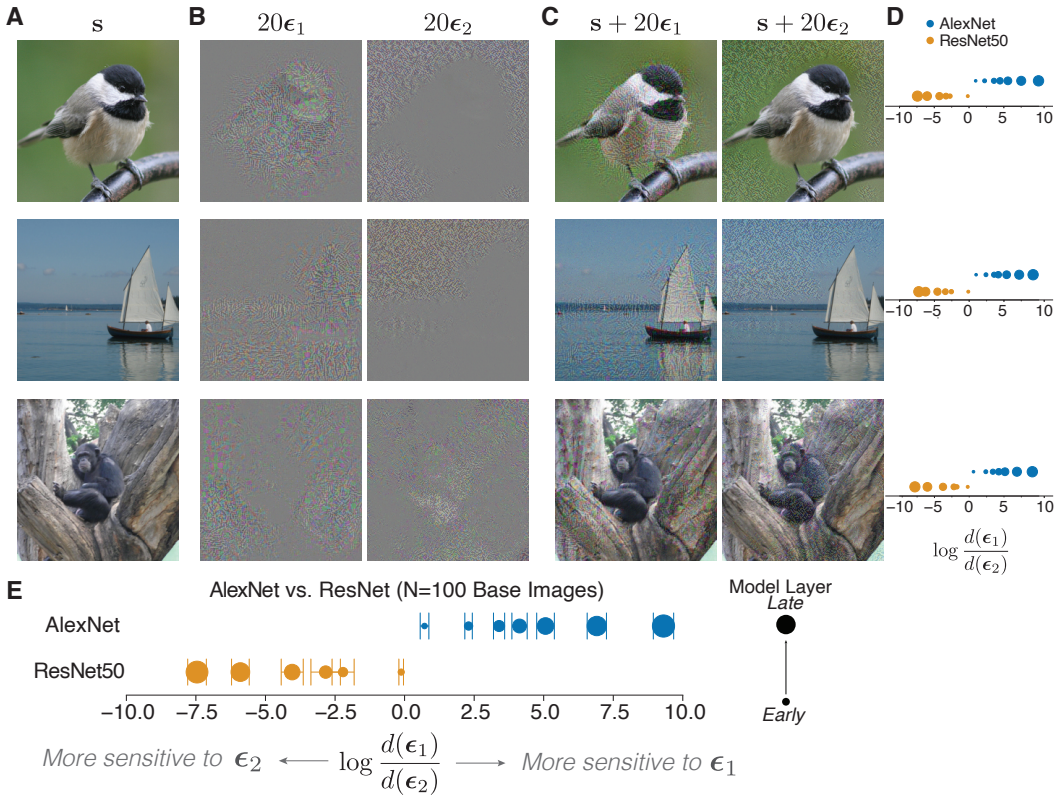 A s B 20ϵ₁ 20ϵ₂ C s + 20ϵ₁ s + 20ϵ₂ D
AlexNet
ResNet50
−10 −5 0 5 10
−10 −5 0 5 10
−10 −5 0 5 10
log d(ϵ₁)/d(ϵ₂)
E
AlexNet vs. ResNet (N=100 Base Images)
Model Layer
Late
AlexNet
ResNet50
−10.0 −7.5 −5.0 −2.5 0.0 2.5 5.0 7.5 10.0
Early
More sensitive to ϵ₂ ← log d(ϵ₁)/d(ϵ₂) → More sensitive to ϵ₁